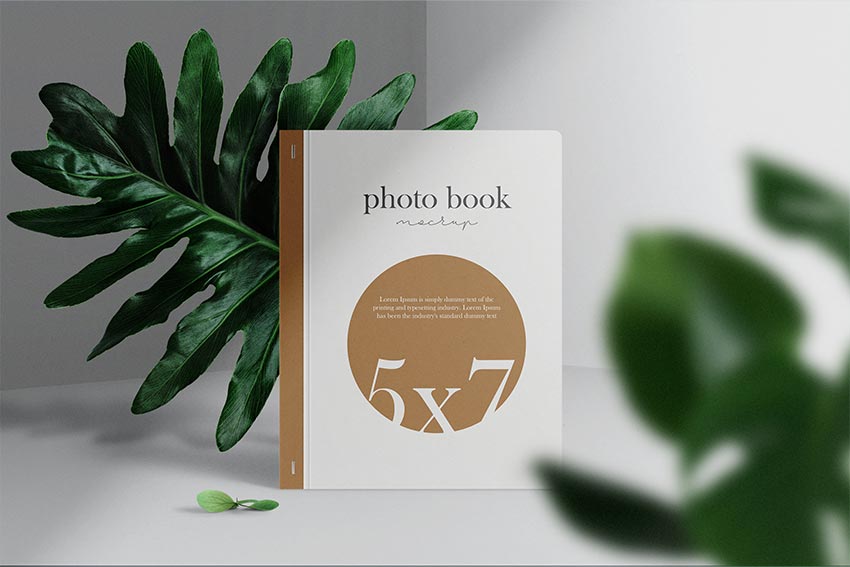 photo book
mockup
Lorem Ipsum is simply dummy text of the
printing and typesetting industry. Lorem Ipsum
has been the industry's standard dummy text
5x7